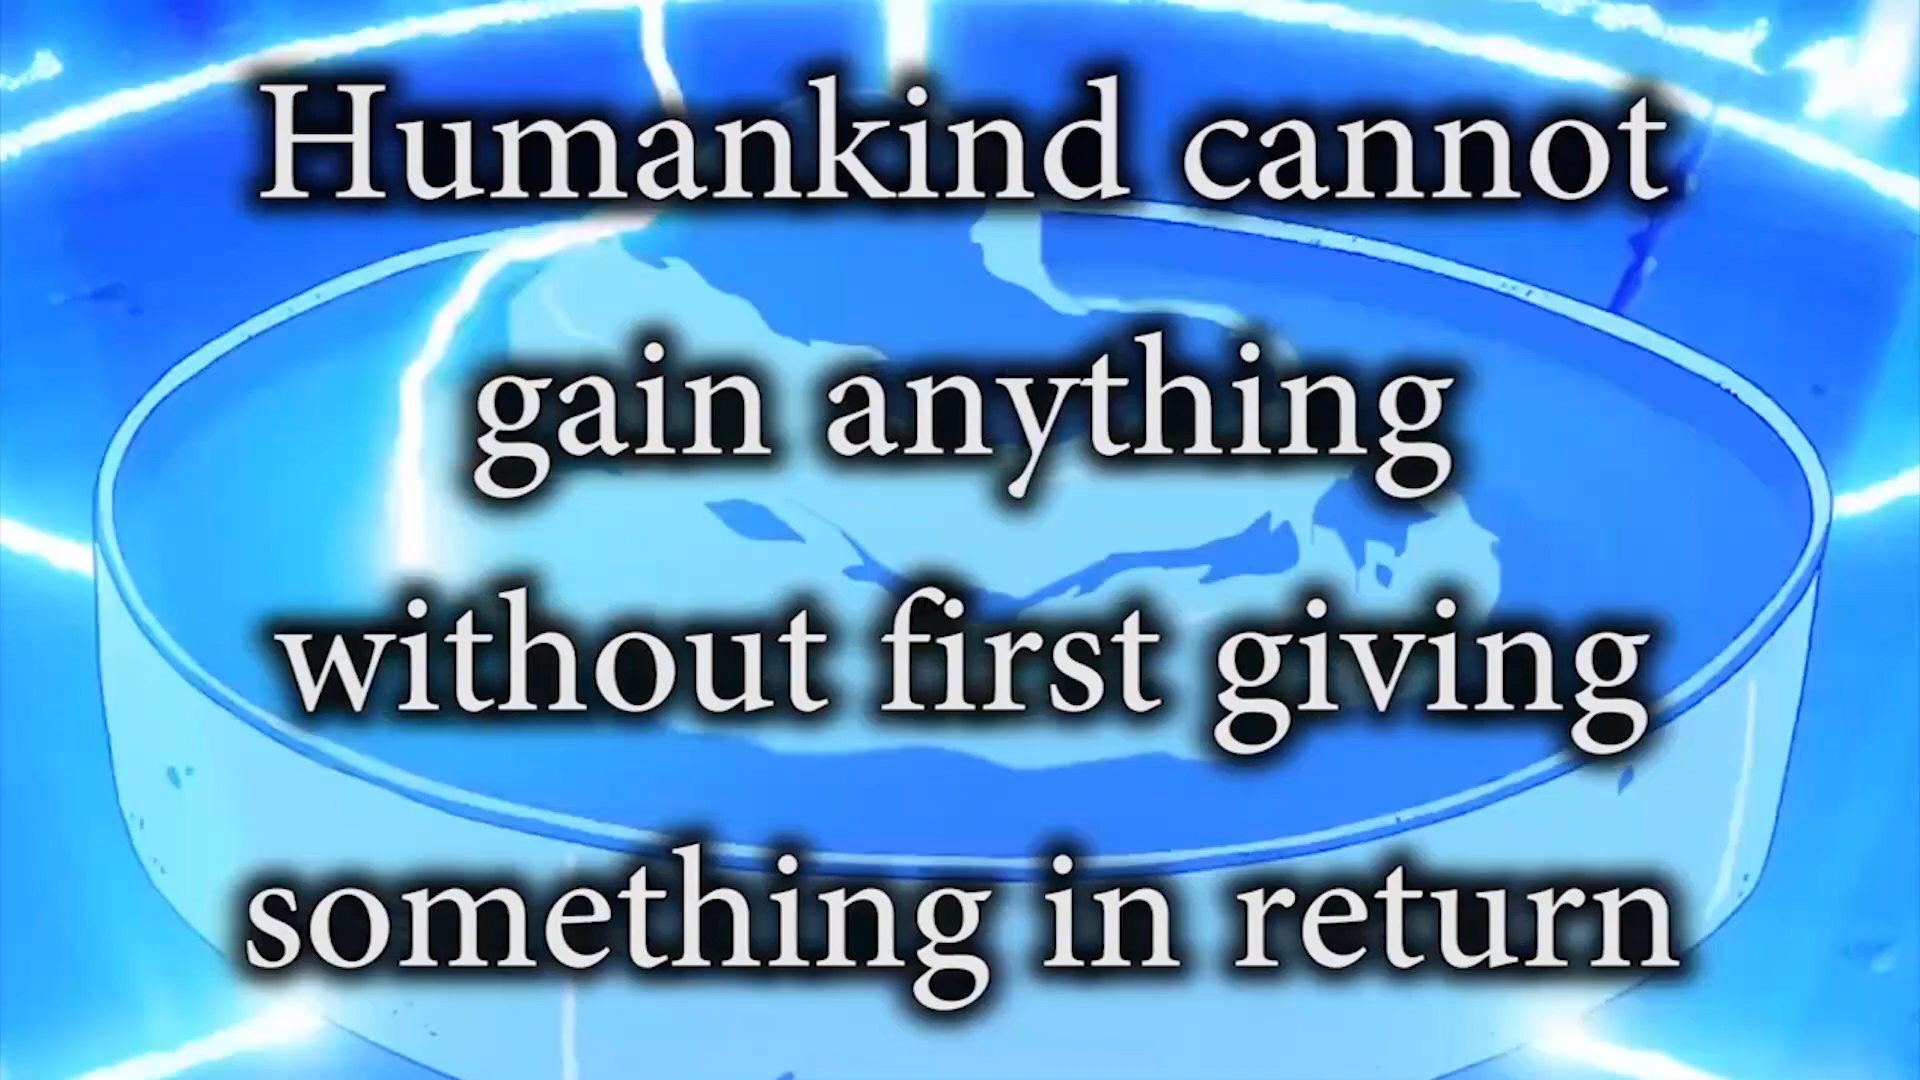 Humankind cannot
gain anything
without first giving
something in return